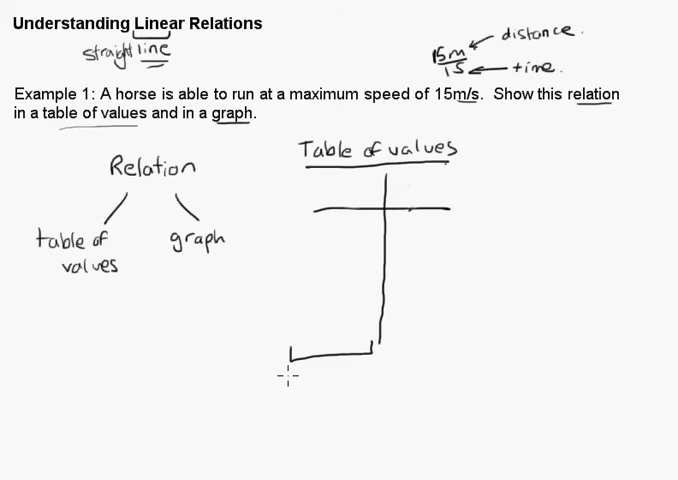 Understanding Linear Relations
straight line
15m
1S
distance.
time.
Example 1: A horse is able to run at a maximum speed of 15m/s. Show this relation
in a table of values and in a graph.
Relation
table of
values
graph
Table of values